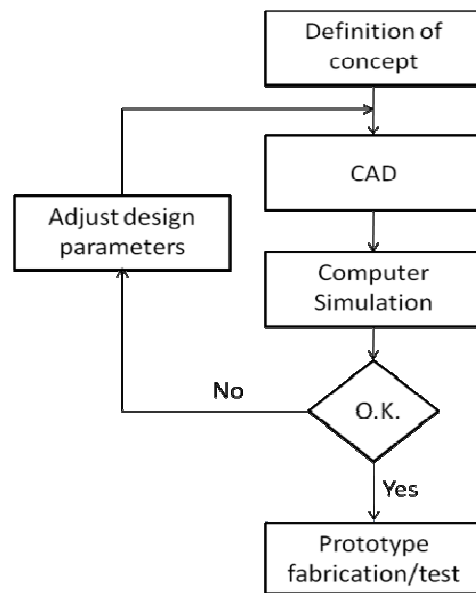 Definition of
concept
CAD
Adjust design
parameters
Computer
Simulation
No
O.K.
Yes
Prototype
fabrication/test